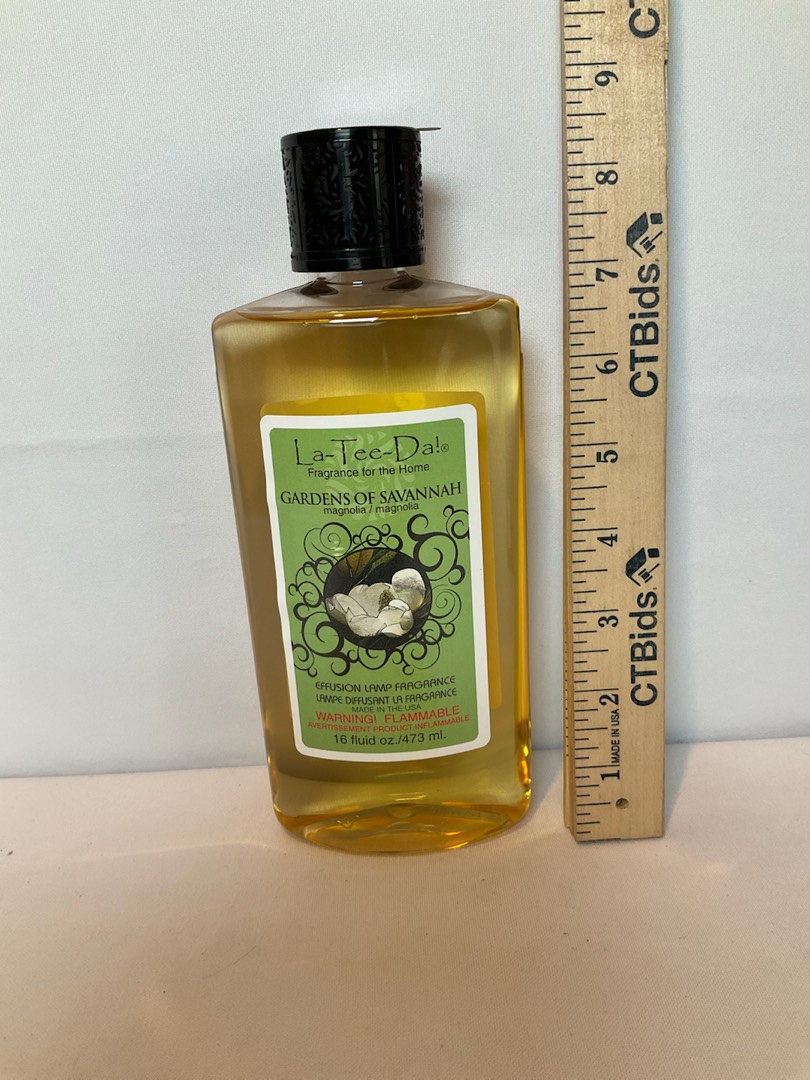 La-Tee-Da!®
Fragrance for the Home
GARDENS OF SAVANNAH
magnolia / magnolia
EFFUSION LAMP FRAGRANCE
LAMPE DIFFUSANT LA FRAGRANCE
MADE IN THE USA
WARNING! FLAMMABLE
AVERTISSEMENT PRODUCT INFLAMMABLE
16 fluid oz./473 ml.
C
9
8
7
CTBids.
6
5
4
3
CTBids.
2
MADE IN USA
1